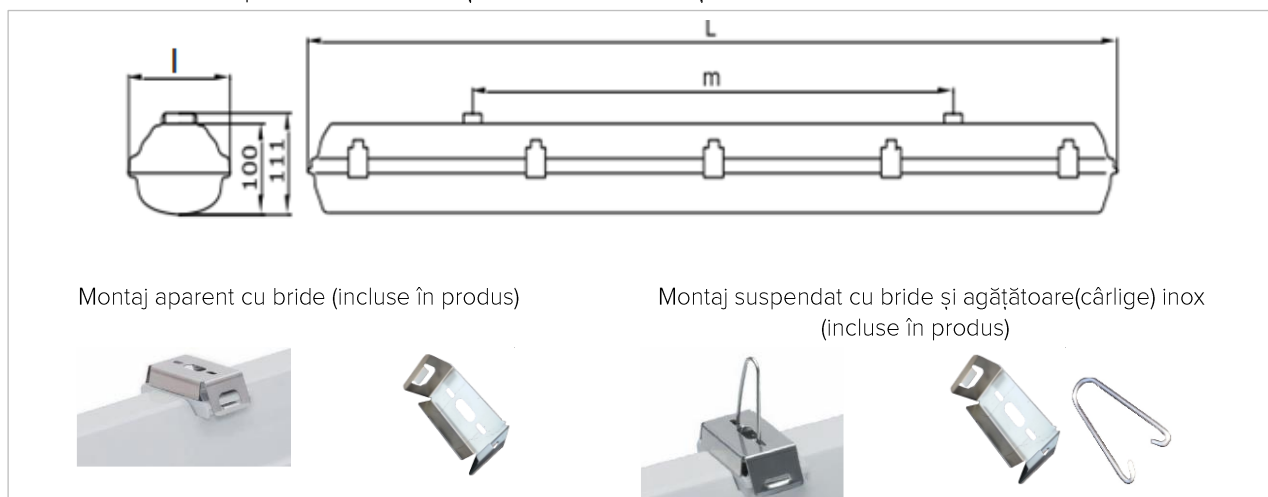 L
l
m
100
111
Montaj aparent cu bride (incluse în produs)
Montaj suspendat cu bride și agățătoare(cârlige) inox
(incluse în produs)